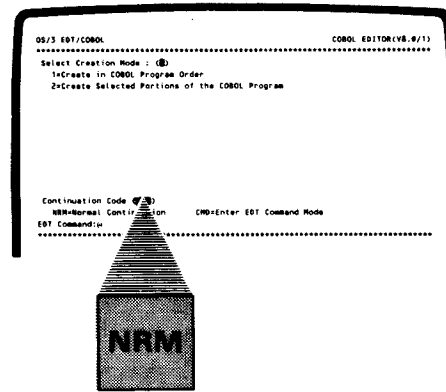 OS/3 EDT/COBOL COBOL EDITOR(V8.0/1)
Select Creation Mode : ( )
1=Create in COBOL Program Order
2=Create Selected Portions of the COBOL Program
Continuation Code ( )
NRM=Normal Continuation CMD=Enter EDT Command Mode
EDT Command:
NRM